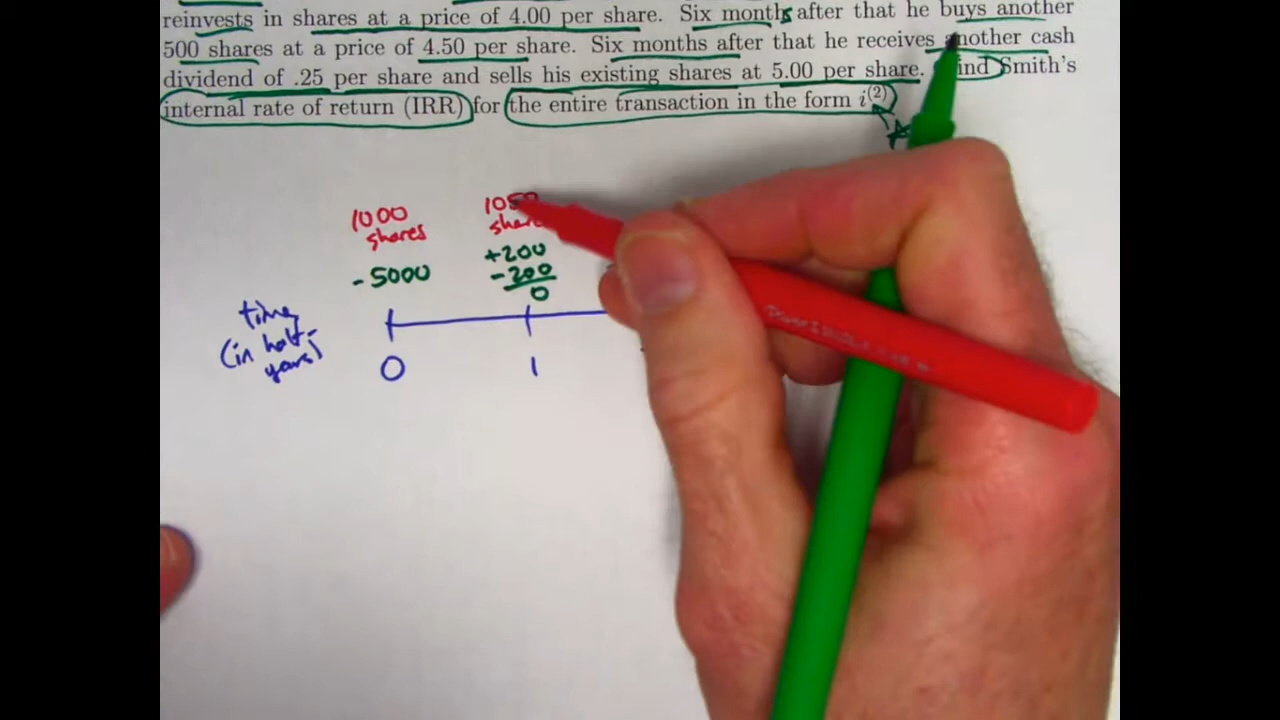 reinvests in shares at a price of 4.00 per share. Six months after that he buys another
500 shares at a price of 4.50 per share. Six months after that he receives another cash
dividend of .25 per share and sells his existing shares at 5.00 per share. Find Smith's
internal rate of return (IRR) for the entire transaction in the form i(2)
1000 1050
shares shares
+200
-5000 -200
0
time
(in half-
years)
0 1